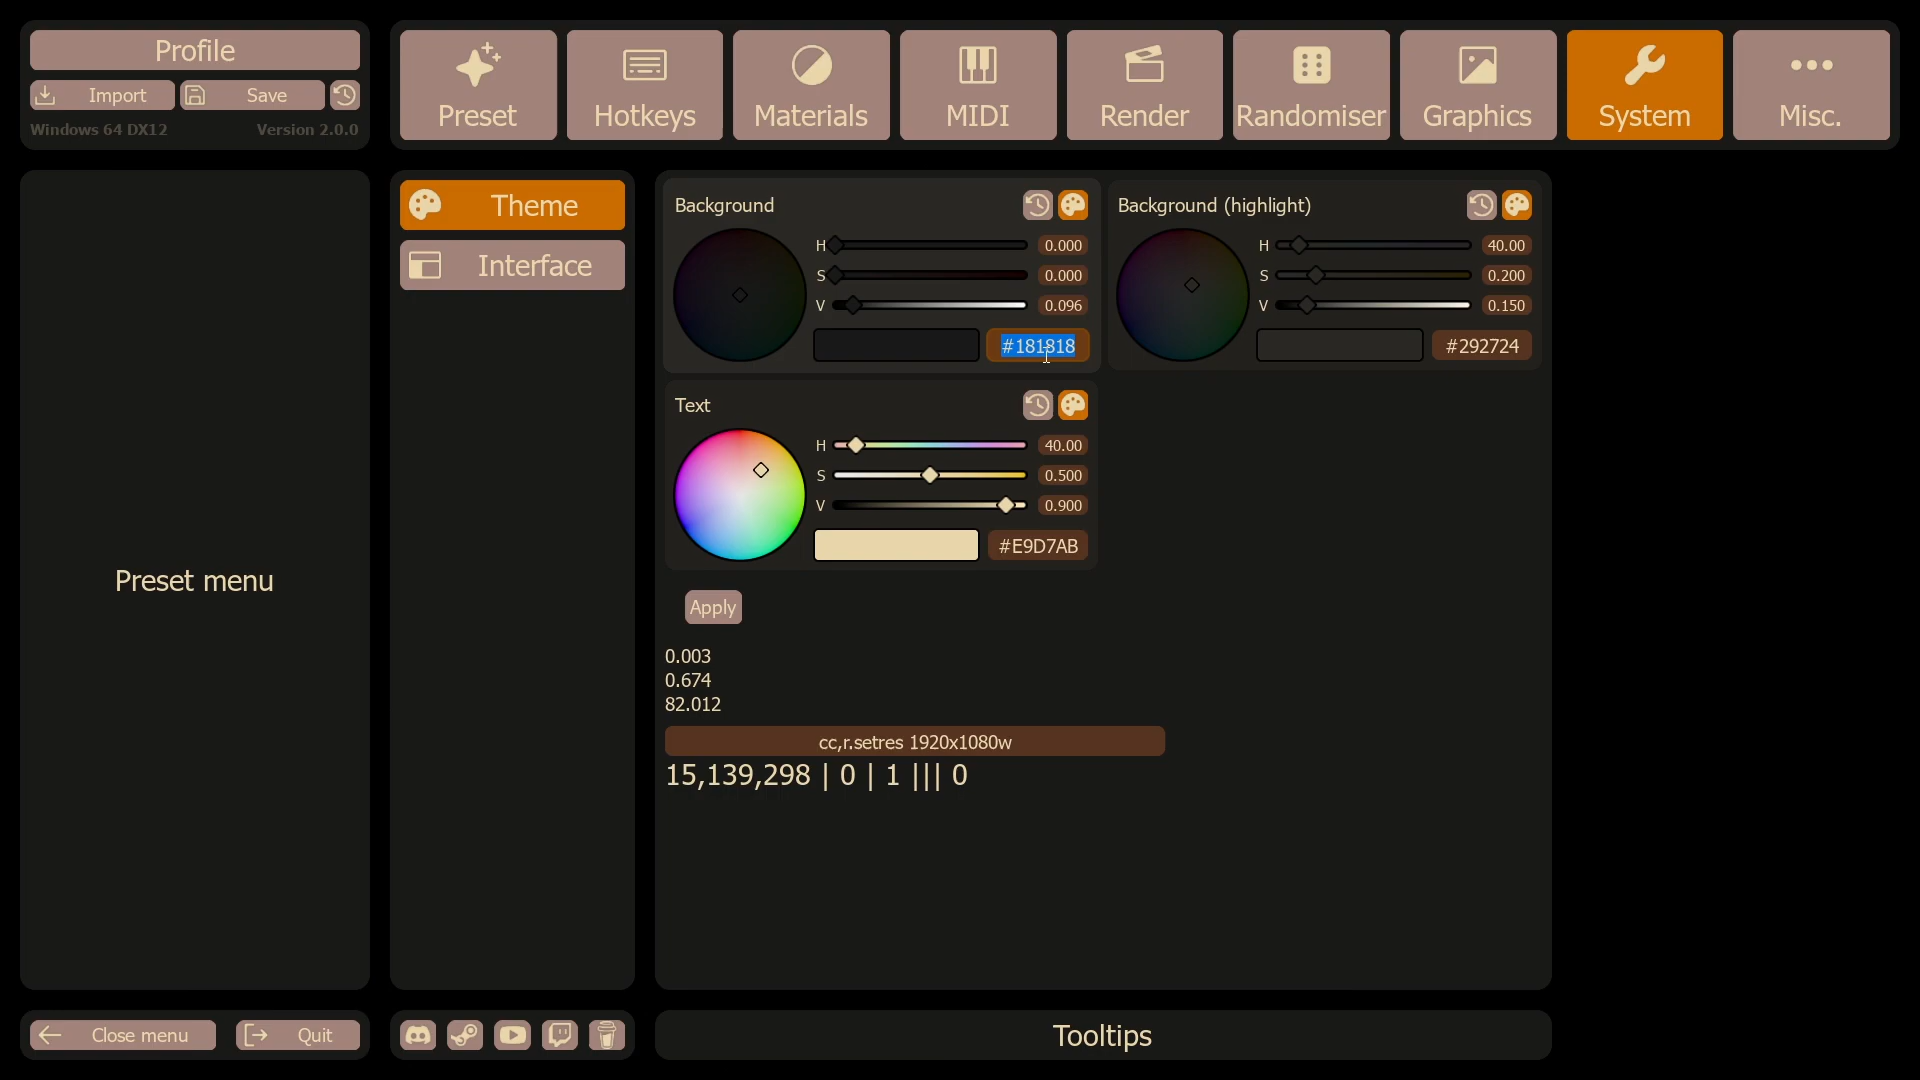 Profile
Import
Save
Windows 64 DX12
Version 2.0.0
Preset
Hotkeys
Materials
MIDI
Render
Randomiser
Graphics
System
Misc.
Preset menu
Theme
Interface
Background
H
0.000
S
0.000
V
0.096
#181818
Background (highlight)
H
40.00
S
0.200
V
0.150
#292724
Text
H
40.00
S
0.500
V
0.900
#E9D7AB
Apply
0.003
0.674
82.012
cc,r.setres 1920x1080w
15,139,298 | 0 | 1 ||| 0
Close menu
Quit
Tooltips